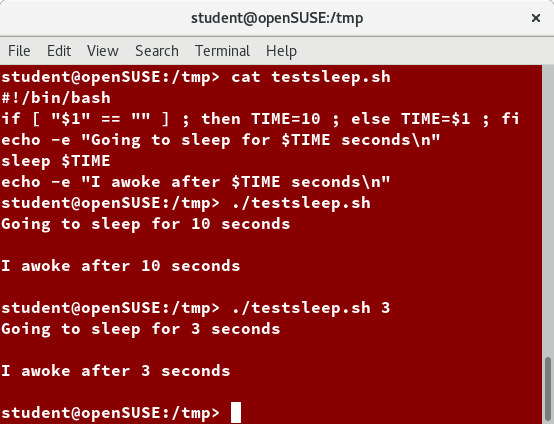 student@openSUSE:/tmp
File Edit View Search Terminal Help
student@openSUSE:/tmp> cat testsleep.sh
#!/bin/bash
if [ "$1" == "" ] ; then TIME=10 ; else TIME=$1 ; fi
echo -e "Going to sleep for $TIME seconds\n"
sleep $TIME
echo -e "I awoke after $TIME seconds\n"
student@openSUSE:/tmp> ./testsleep.sh
Going to sleep for 10 seconds

I awoke after 10 seconds

student@openSUSE:/tmp> ./testsleep.sh 3
Going to sleep for 3 seconds

I awoke after 3 seconds

student@openSUSE:/tmp>